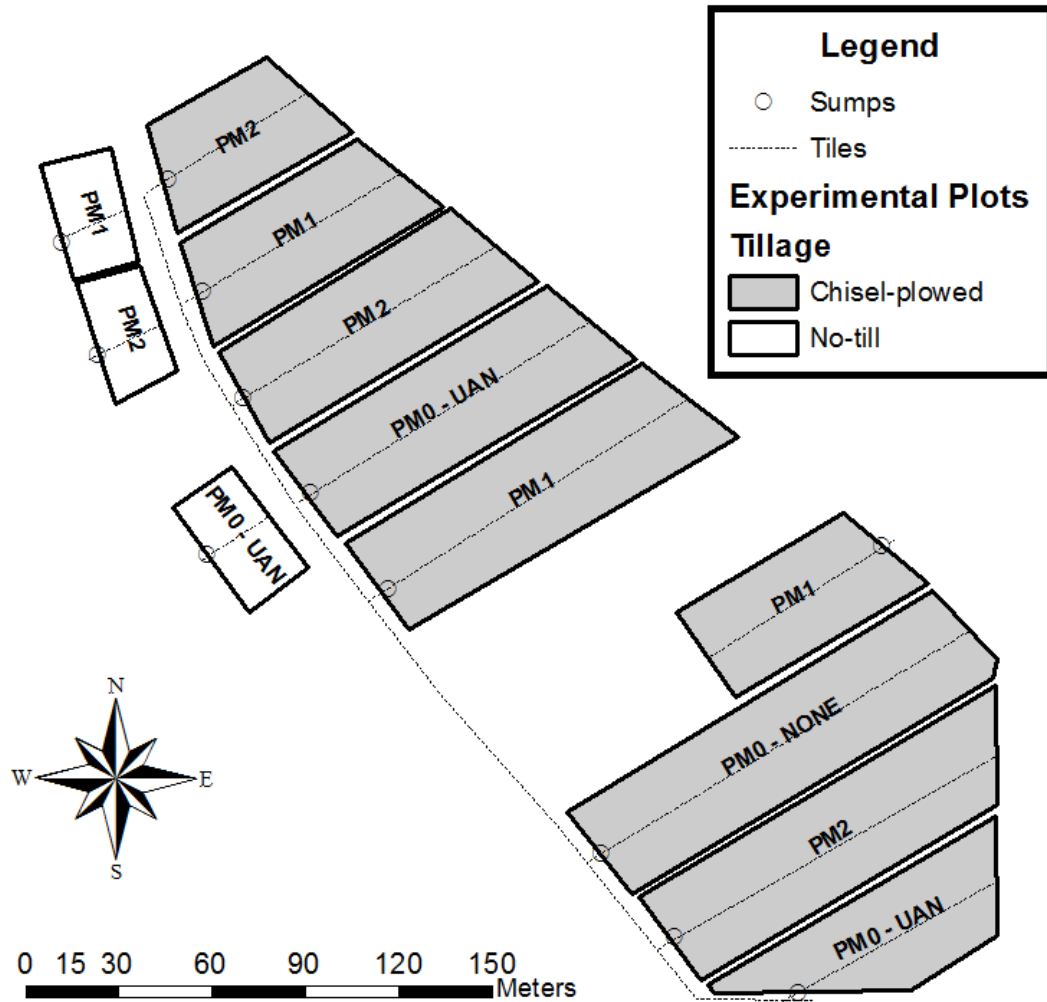 Legend
Sumps
Tiles
Experimental Plots
Tillage
Chisel-plowed
No-till
PM2
PM1
PM1
PM2
PM2
PM0 - UAN
PM1
PM0 - UAN
PM1
PM0 - NONE
PM2
PM0 - UAN
N
W E
S
0 15 30 60 90 120 150
Meters